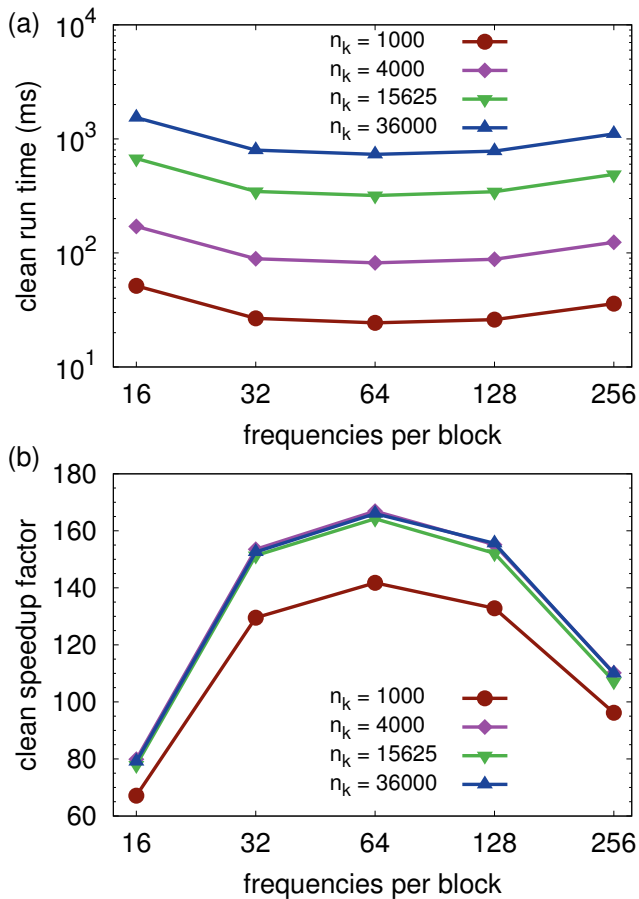 (a)
clean run time (ms)
10^4
10^3
10^2
10^1
n_k = 1000
n_k = 4000
n_k = 15625
n_k = 36000
16 32 64 128 256
frequencies per block
(b)
clean speedup factor
180
160
140
120
100
80
60
n_k = 1000
n_k = 4000
n_k = 15625
n_k = 36000
16 32 64 128 256
frequencies per block